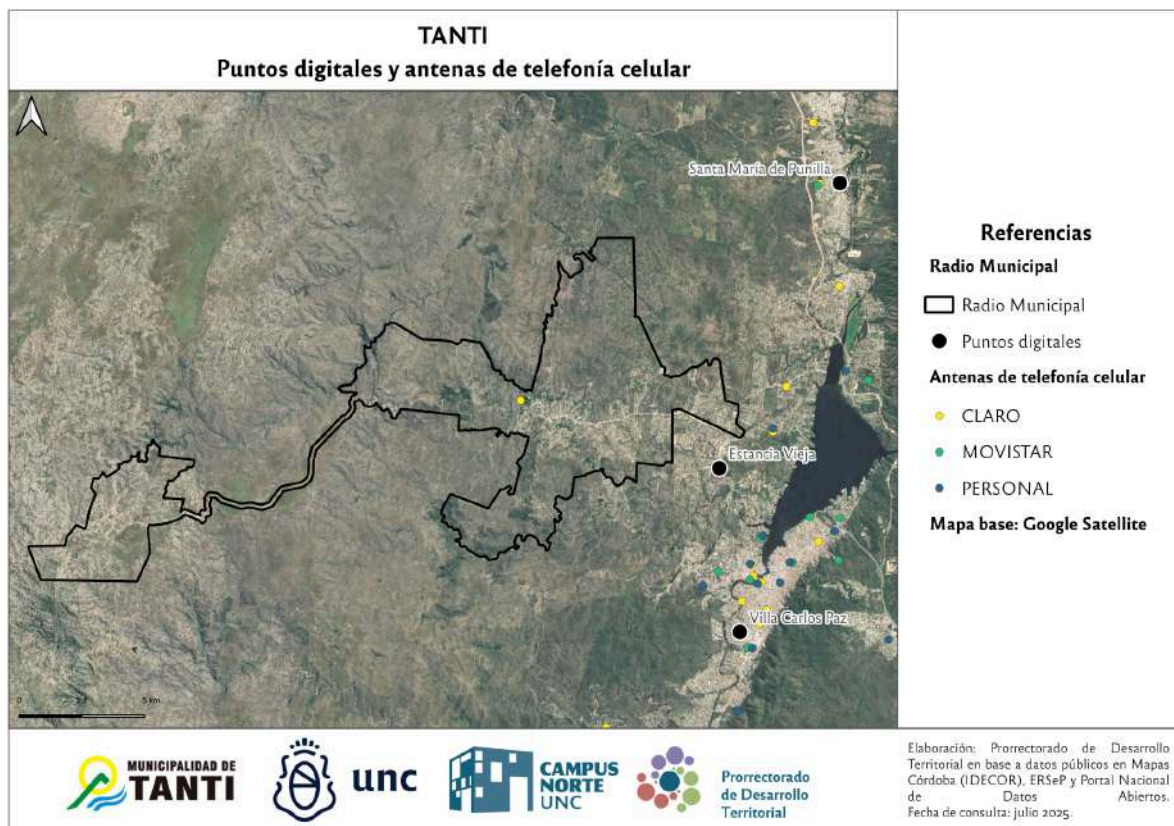 TANTI
Puntos digitales y antenas de telefonía celular
Santa María de Punilla
Estancia Vieja
Villa Carlos Paz
0
5 km
Referencias
Radio Municipal
Radio Municipal
Puntos digitales
Antenas de telefonía celular
CLARO
MOVISTAR
PERSONAL
Mapa base: Google Satellite
MUNICIPALIDAD DE
TANTI
unc
CAMPUS
NORTE
UNC
Prorrectorado
de Desarrollo
Territorial
Elaboración: Prorrectorado de Desarrollo
Territorial en base a datos públicos en Mapas
Córdoba (IDECOR), ERSeP y Portal Nacional
de Datos Abiertos.
Fecha de consulta: julio 2025.